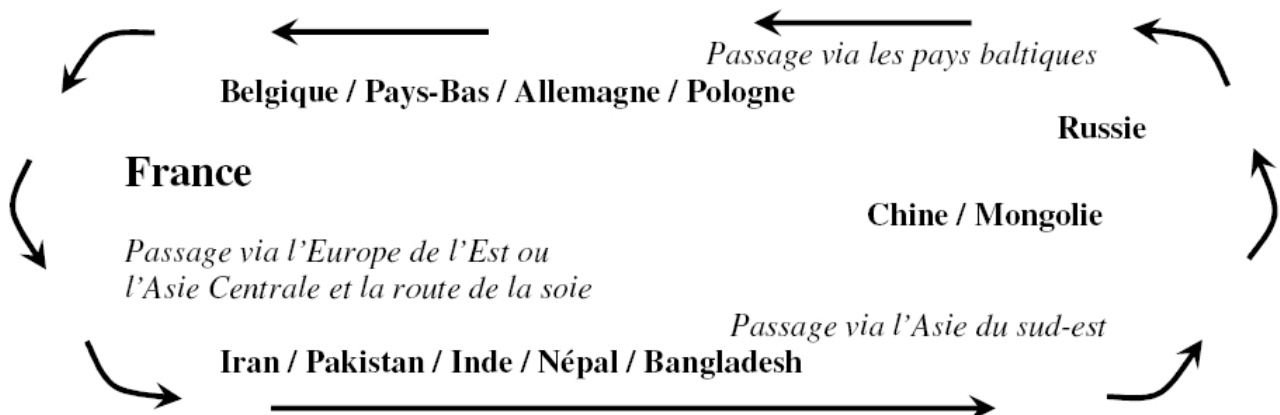 Passage via les pays baltiques
Belgique / Pays-Bas / Allemagne / Pologne
Russie
France
Chine / Mongolie
Passage via l'Europe de l'Est ou
l'Asie Centrale et la route de la soie
Passage via l'Asie du sud-est
Iran / Pakistan / Inde / Népal / Bangladesh